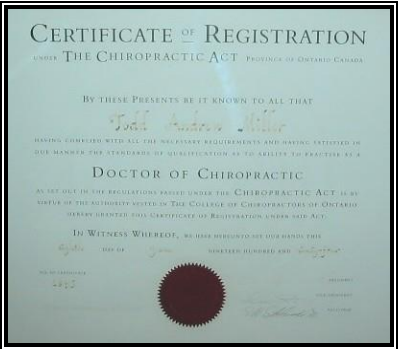 CERTIFICATE OF REGISTRATION
UNDER THE CHIROPRACTIC ACT PROVINCE OF ONTARIO CANADA
BY THESE PRESENTS BE IT KNOWN TO ALL THAT
Todd Andrew Miller
HAVING COMPLIED WITH ALL THE NECESSARY REQUIREMENTS AND HAVING SATISFIED IN
DUE MANNER THE STANDARDS OF QUALIFICATION AS TO ABILITY TO PRACTISE AS A
DOCTOR OF CHIROPRACTIC
AS SET OUT IN THE REGULATIONS PASSED UNDER THE CHIROPRACTIC ACT IS BY
VIRTUE OF THE AUTHORITY VESTED IN THE COLLEGE OF CHIROPRACTORS OF ONTARIO
HEREBY GRANTED THIS CERTIFICATE OF REGISTRATION UNDER SAID ACT.
IN WITNESS WHEREOF, WE HAVE HEREUNTO SET OUR HANDS THIS
DAY OF NINETEEN HUNDRED AND